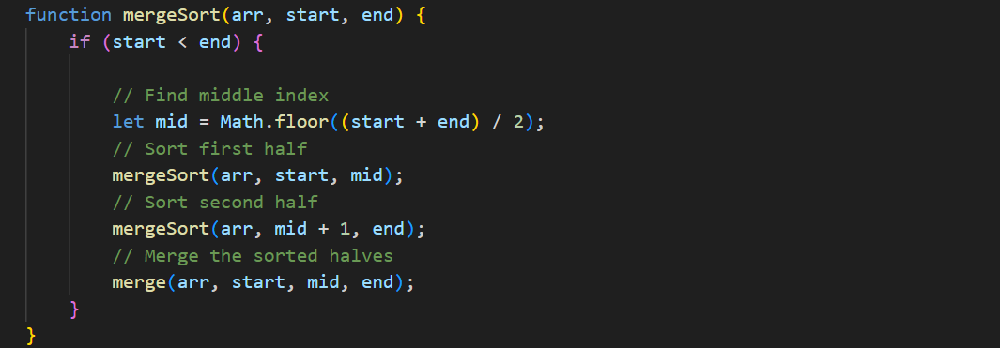 function mergeSort(arr, start, end) {
    if (start < end) {

        // Find middle index
        let mid = Math.floor((start + end) / 2);
        // Sort first half
        mergeSort(arr, start, mid);
        // Sort second half
        mergeSort(arr, mid + 1, end);
        // Merge the sorted halves
        merge(arr, start, mid, end);
    }
}